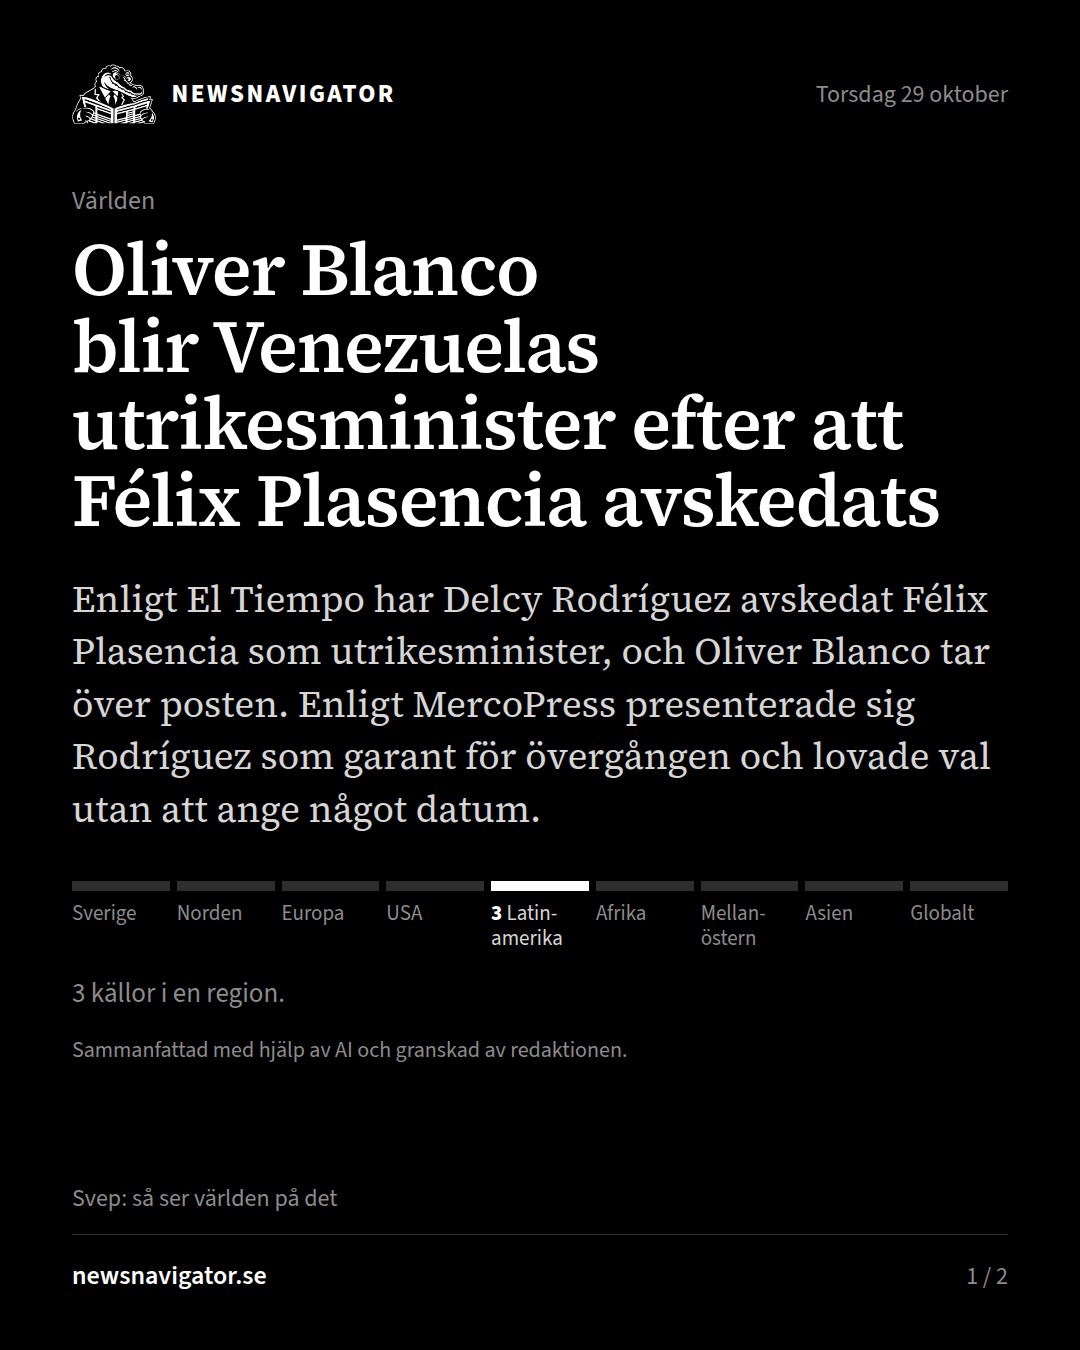 NEWSNAVIGATOR
Torsdag 29 oktober
Världen
Oliver Blanco
blir Venezuelas
utrikesminister efter att
Félix Plasencia avskedats
Enligt El Tiempo har Delcy Rodríguez avskedat Félix
Plasencia som utrikesminister, och Oliver Blanco tar
över posten. Enligt MercoPress presenterade sig
Rodríguez som garant för övergången och lovade val
utan att ange något datum.
Sverige
Norden
Europa
USA
3 Latin-
amerika
Afrika
Mellan-
östern
Asien
Globalt
3 källor i en region.
Sammanfattad med hjälp av AI och granskad av redaktionen.
Svep: så ser världen på det
newsnavigator.se
1 / 2